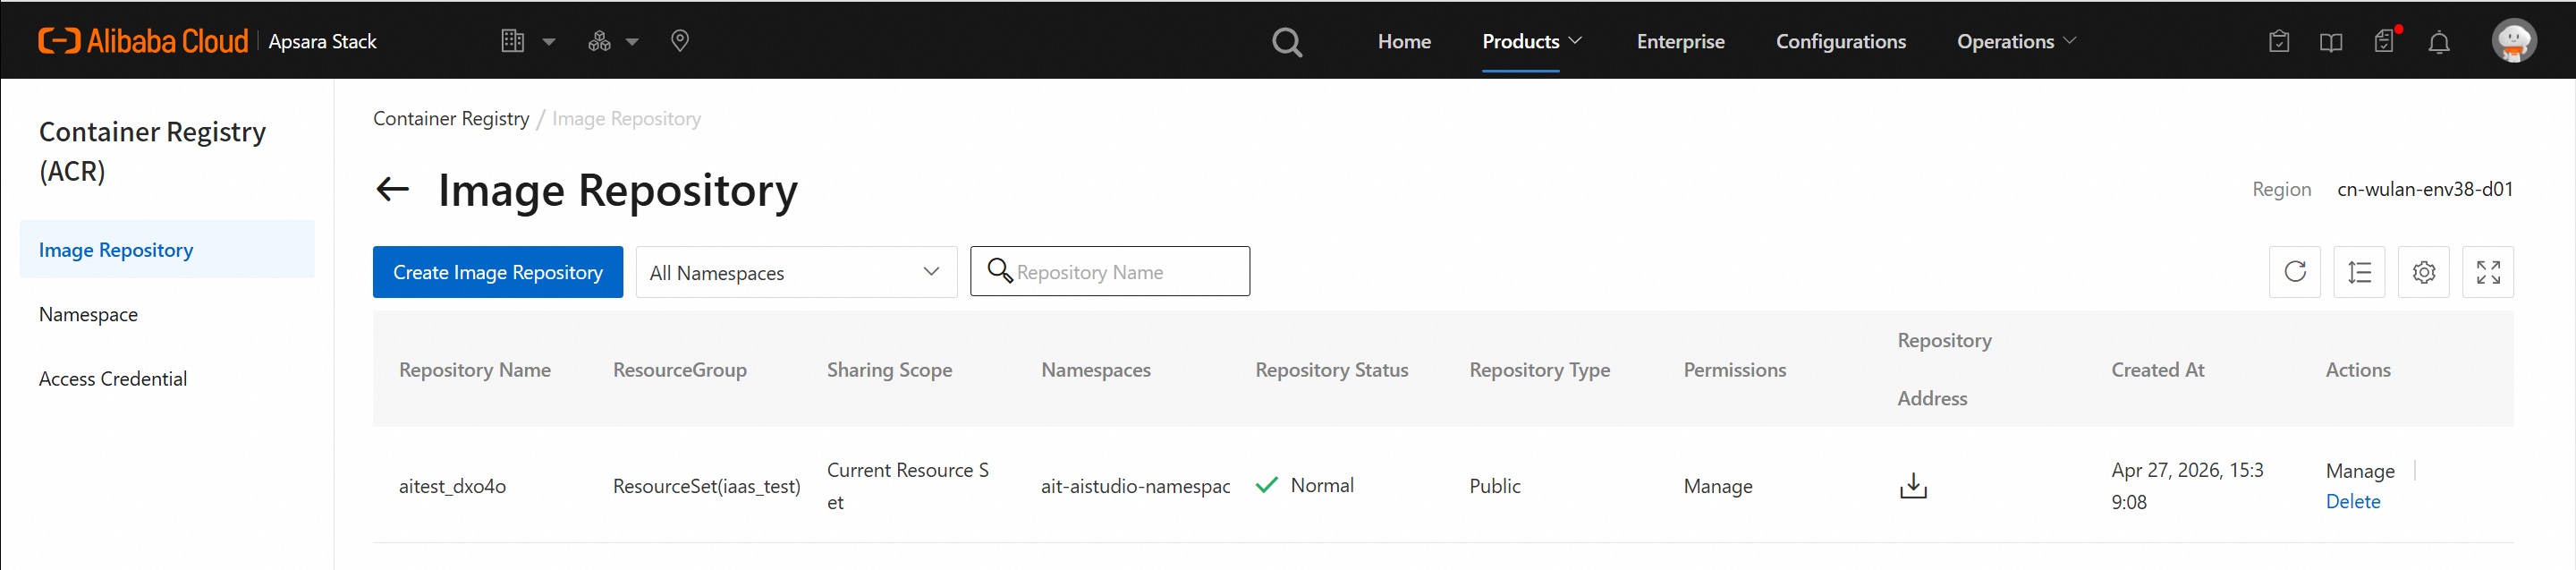 Alibaba Cloud | Apsara Stack
Home
Products
Enterprise
Configurations
Operations
Container Registry
(ACR)
Image Repository
Namespace
Access Credential
Container Registry / Image Repository
Image Repository
Region cn-wulan-env38-d01
Create Image Repository
All Namespaces
Repository Name
Repository Name
ResourceGroup
Sharing Scope
Namespaces
Repository Status
Repository Type
Permissions
Repository
Address
Created At
Actions
aitest_dxo4o
ResourceSet(iaas_test)
Current Resource S
et
ait-aistudio-namespac
Normal
Public
Manage
Apr 27, 2026, 15:3
9:08
Manage
Delete